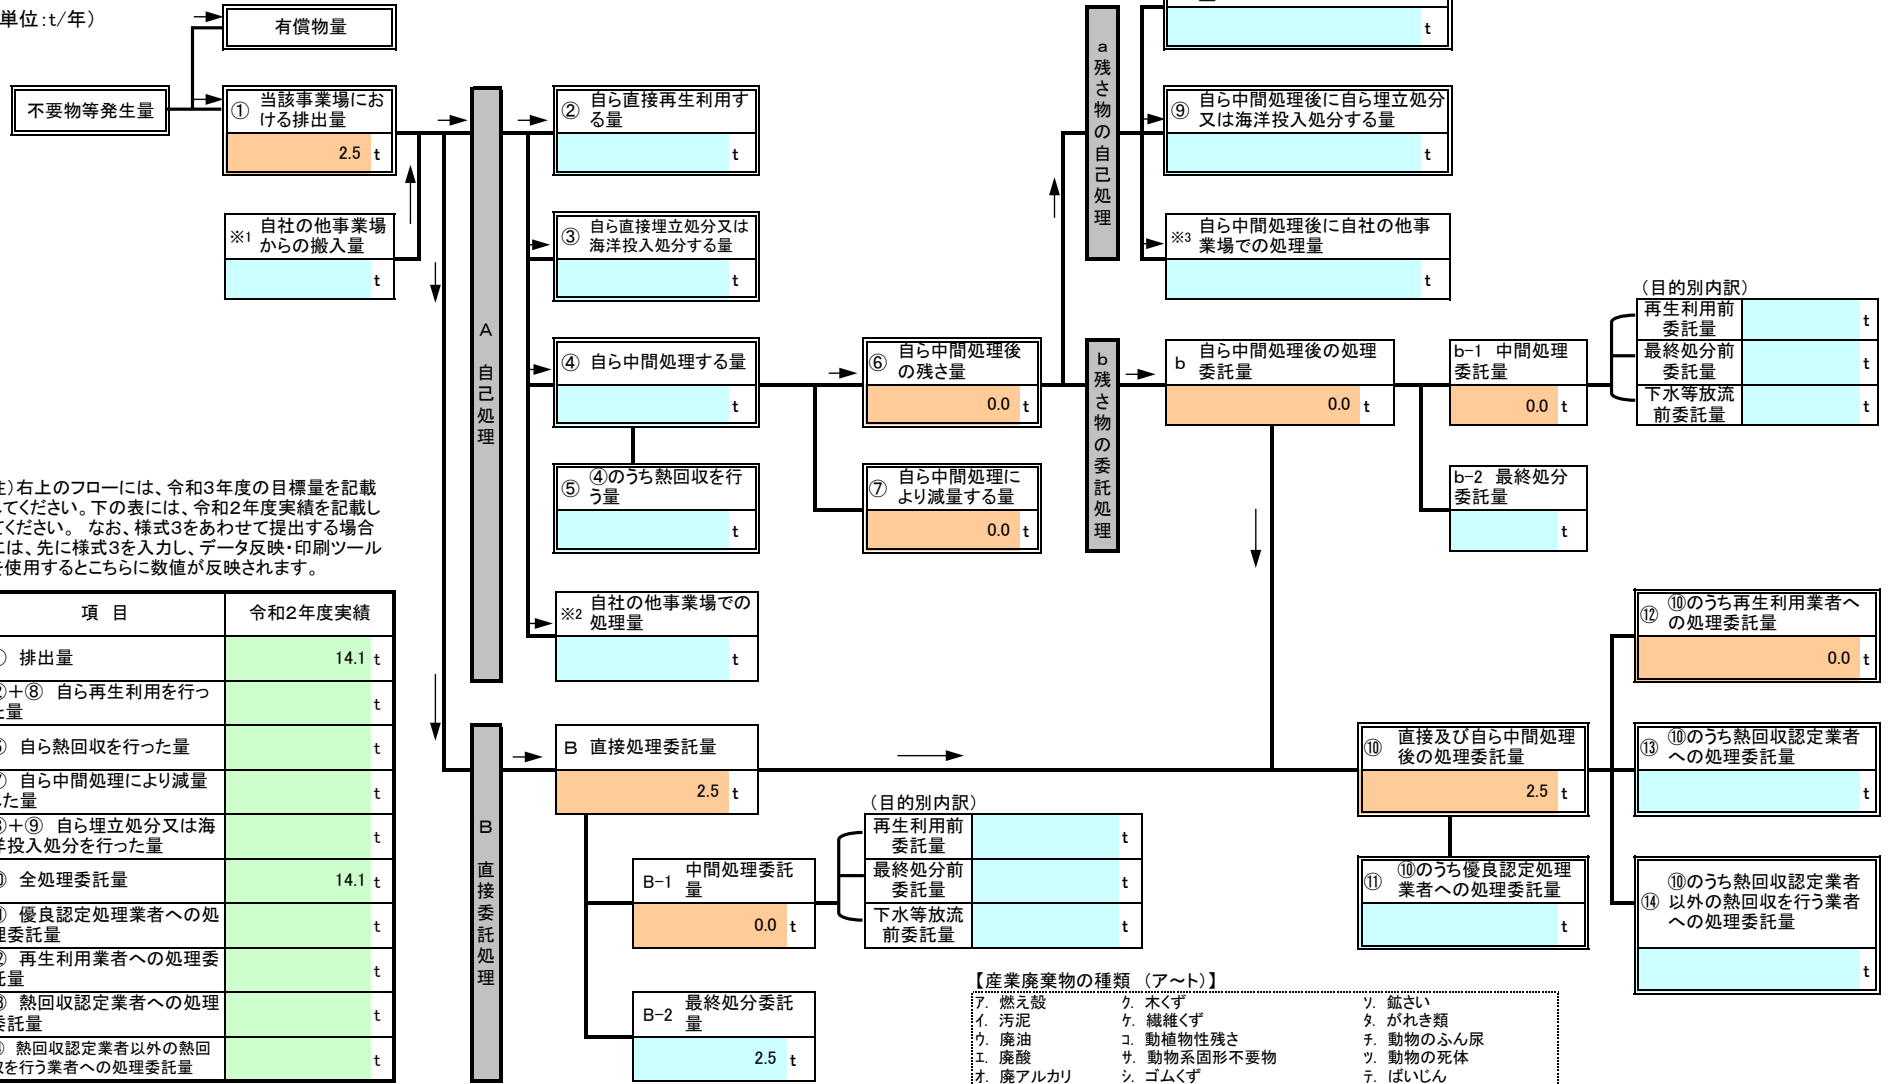 単位:t/年)
有償物量
不要物等発生量
① 当該事業場にお
ける排出量
2.5 t
※1 自社の他事業場
からの搬入量
t
A 自己処理
② 自ら直接再生利用す
る量
t
③ 自ら直接埋立処分又は
海洋投入処分する量
t
④ 自ら中間処理する量
t
⑤ ④のうち熱回収を行
う量
t
※2 自社の他事業場での
処理量
t
⑥ 自ら中間処理後
の残さ量
0.0 t
⑦ 自ら中間処理に
より減量する量
0.0 t
a 残さ物の自己処理
t
⑨ 自ら中間処理後に自ら埋立処分
又は海洋投入処分する量
t
※3 自ら中間処理後に自社の他事
業場での処理量
t
b 残さ物の委託処理
b 自ら中間処理後の処理
委託量
0.0 t
b-1 中間処理
委託量
0.0 t
b-2 最終処分
委託量
t
(目的別内訳)
再生利用前
委託量
t
最終処分前
委託量
t
下水等放流
前委託量
t
)右上のフローには、令和3年度の目標量を記載
してください。下の表には、令和2年度実績を記載し
てください。 なお、様式3をあわせて提出する場合
には、先に様式3を入力し、データ反映・印刷ツール
を使用するとこちらに数値が反映されます。
項 目 令和2年度実績
排出量 14.1 t
+⑧ 自ら再生利用を行っ
た量 t
自ら熱回収を行った量 t
自ら中間処理により減量
した量 t
+⑨ 自ら埋立処分又は海
洋投入処分を行った量 t
全処理委託量 14.1 t
優良認定処理業者への処
理委託量 t
再生利用業者への処理委
託量 t
熱回収認定業者への処理
委託量 t
熱回収認定業者以外の熱回
収を行う業者への処理委託量 t
B 直接委託処理
B 直接処理委託量
2.5 t
B-1 中間処理委託
量
0.0 t
B-2 最終処分委託
量
2.5 t
(目的別内訳)
再生利用前
委託量
t
最終処分前
委託量
t
下水等放流
前委託量
t
⑩ 直接及び自ら中間処理
後の処理委託量
2.5 t
⑪ ⑩のうち優良認定処理
業者への処理委託量
t
⑫ ⑩のうち再生利用業者へ
の処理委託量
0.0 t
⑬ ⑩のうち熱回収認定業者
への処理委託量
t
⑭ ⑩のうち熱回収認定業者
以外の熱回収を行う業者
への処理委託量
t
【産業廃棄物の種類 (ア~ト)】
ア. 燃え殻 ク. 木くず ソ. 鉱さい
イ. 汚泥 ケ. 繊維くず タ. がれき類
ウ. 廃油 コ. 動植物性残さ チ. 動物のふん尿
エ. 廃酸 サ. 動物系固形不要物 ツ. 動物の死体
オ. 廃アルカリ シ. ゴムくず テ. ばいじん